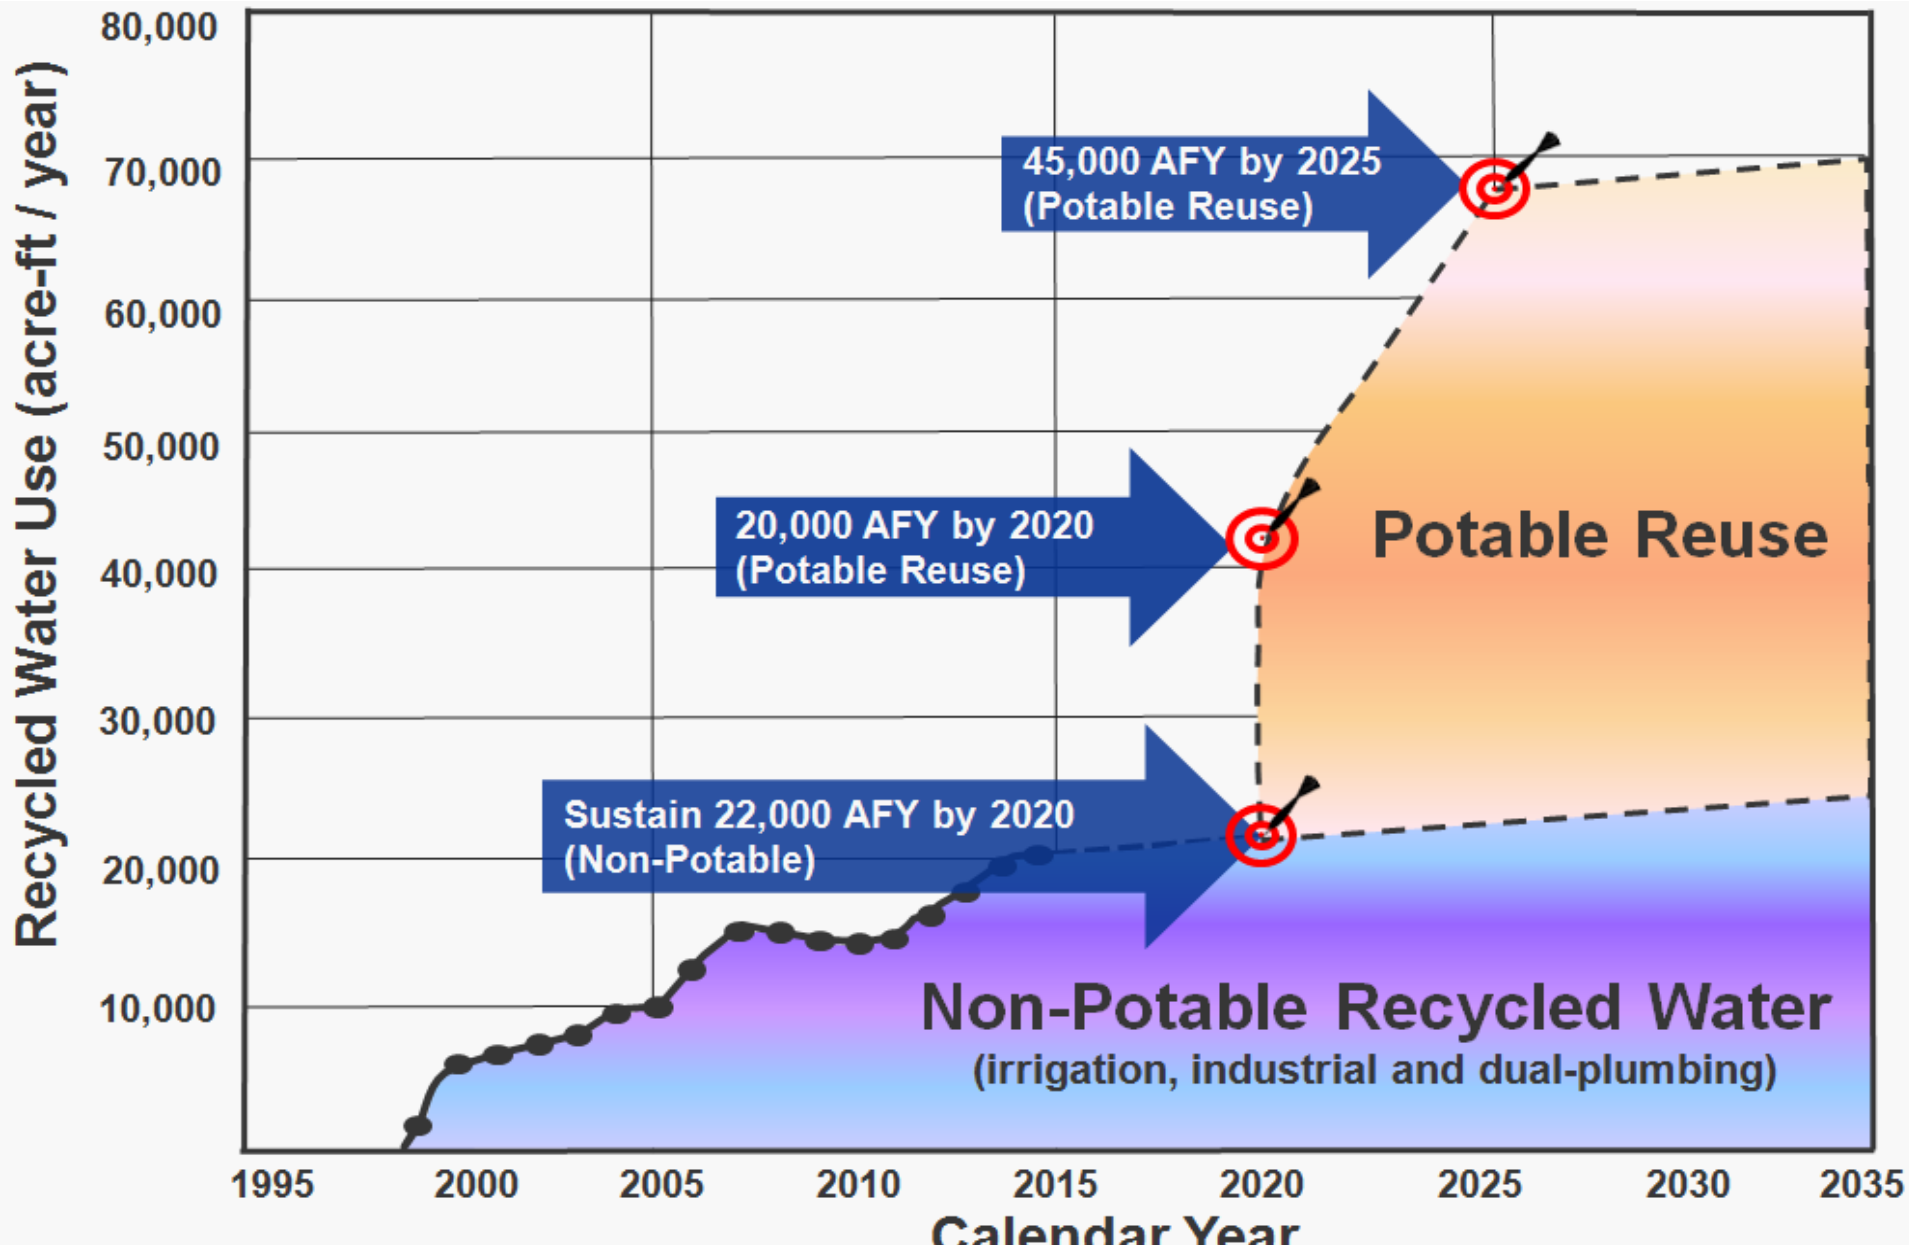 Recycled Water Use (acre-ft / year)
80,000
70,000
60,000
50,000
40,000
30,000
20,000
10,000
45,000 AFY by 2025
(Potable Reuse)
20,000 AFY by 2020
(Potable Reuse)
Potable Reuse
Sustain 22,000 AFY by 2020
(Non-Potable)
Non-Potable Recycled Water
(irrigation, industrial and dual-plumbing)
1995 2000 2005 2010 2015 2020 2025 2030 2035
Calendar Year